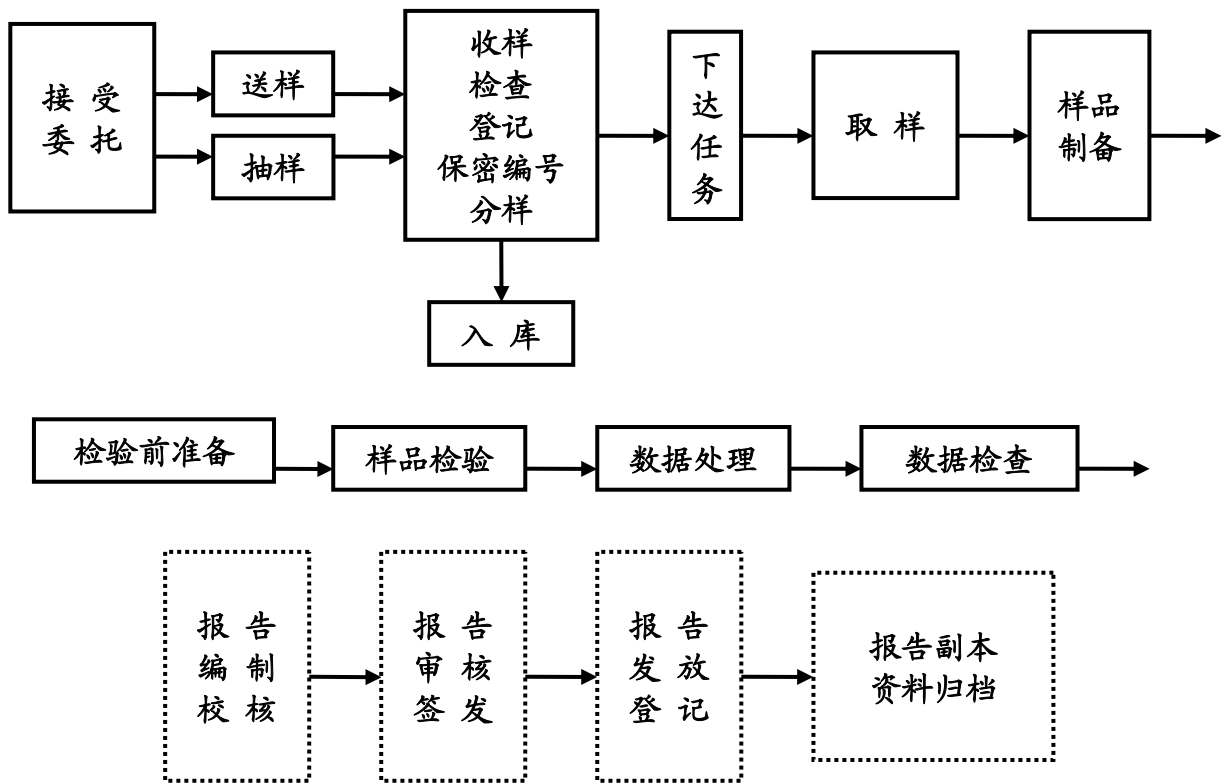 接 受
委 托
送样
抽样
收样
检查
登记
保密编号
分样
入 库
下
达
任
务
取 样
样品
制备
检验前准备
样品检验
数据处理
数据检查
报 告
编 制
校 核
报 告
审 核
签 发
报 告
发 放
登 记
报告副本
资料归档